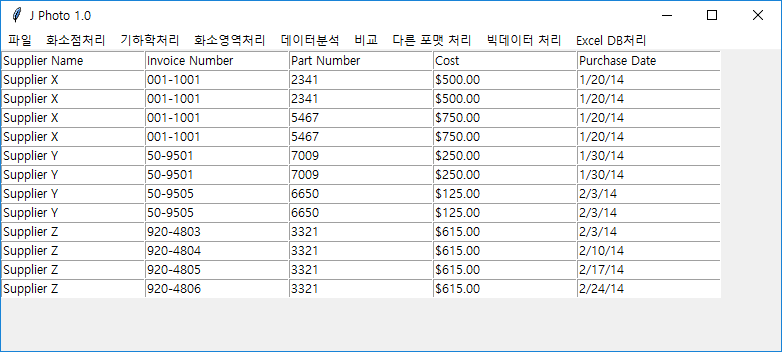 J Photo 1.0
파일 화소점처리 기하학처리 화소영역처리 데이터분석 비교 다른 포맷 처리 빅데이터 처리 Excel DB처리
Supplier Name Invoice Number Part Number Cost Purchase Date
Supplier X 001-1001 2341 $500.00 1/20/14
Supplier X 001-1001 2341 $500.00 1/20/14
Supplier X 001-1001 5467 $750.00 1/20/14
Supplier X 001-1001 5467 $750.00 1/20/14
Supplier Y 50-9501 7009 $250.00 1/30/14
Supplier Y 50-9501 7009 $250.00 1/30/14
Supplier Y 50-9505 6650 $125.00 2/3/14
Supplier Y 50-9505 6650 $125.00 2/3/14
Supplier Z 920-4803 3321 $615.00 2/3/14
Supplier Z 920-4804 3321 $615.00 2/10/14
Supplier Z 920-4805 3321 $615.00 2/17/14
Supplier Z 920-4806 3321 $615.00 2/24/14